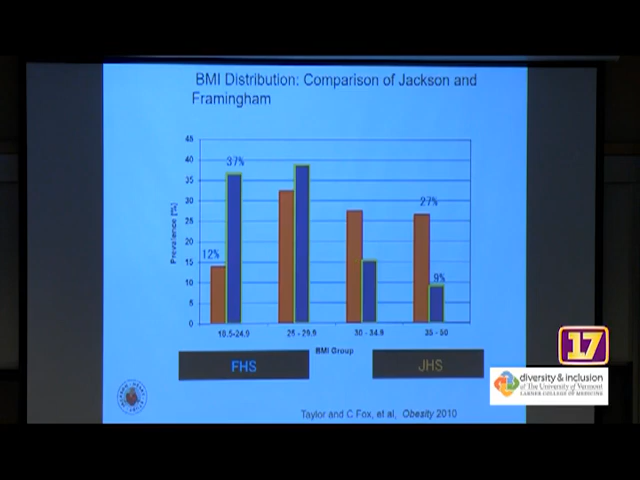 BMI Distribution: Comparison of Jackson and
Framingham
45
40
35
30
25
20
15
10
5
0
Prevalence (%)
12%
37%
27%
9%
18.5-24.9
25 - 29.9
30 - 34.9
35 - 50
BMI Group
FHS
JHS
Taylor and C Fox, et al, Obesity 2010
17
diversity & inclusion
at The University of Vermont
LARNER COLLEGE OF MEDICINE